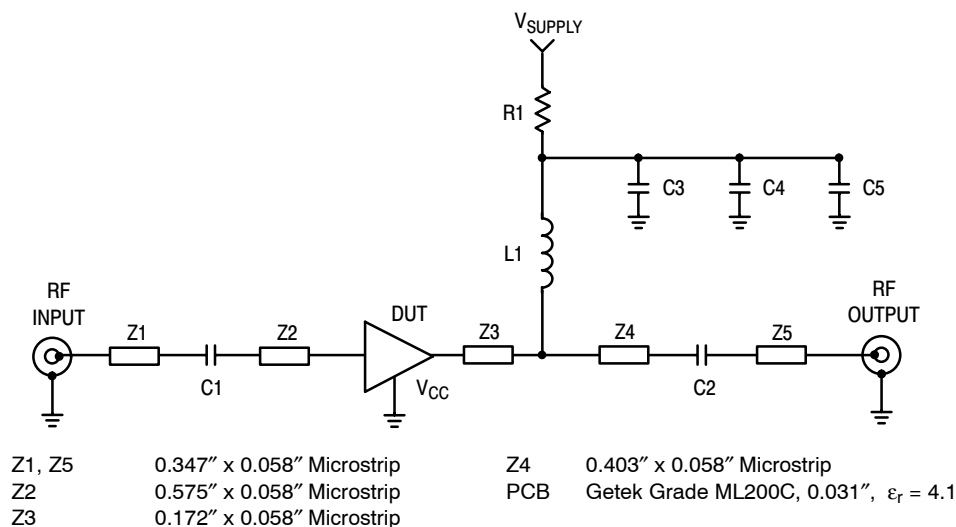 VSUPPLY
R1
C3
C4
C5
L1
RF
INPUT
DUT
RF
OUTPUT
Z1
Z2
Z3
Z4
Z5
C1
VCC
C2
Z1, Z5 0.347″ x 0.058″ Microstrip
Z2 0.575″ x 0.058″ Microstrip
Z3 0.172″ x 0.058″ Microstrip
Z4 0.403″ x 0.058″ Microstrip
PCB Getek Grade ML200C, 0.031″, εr = 4.1